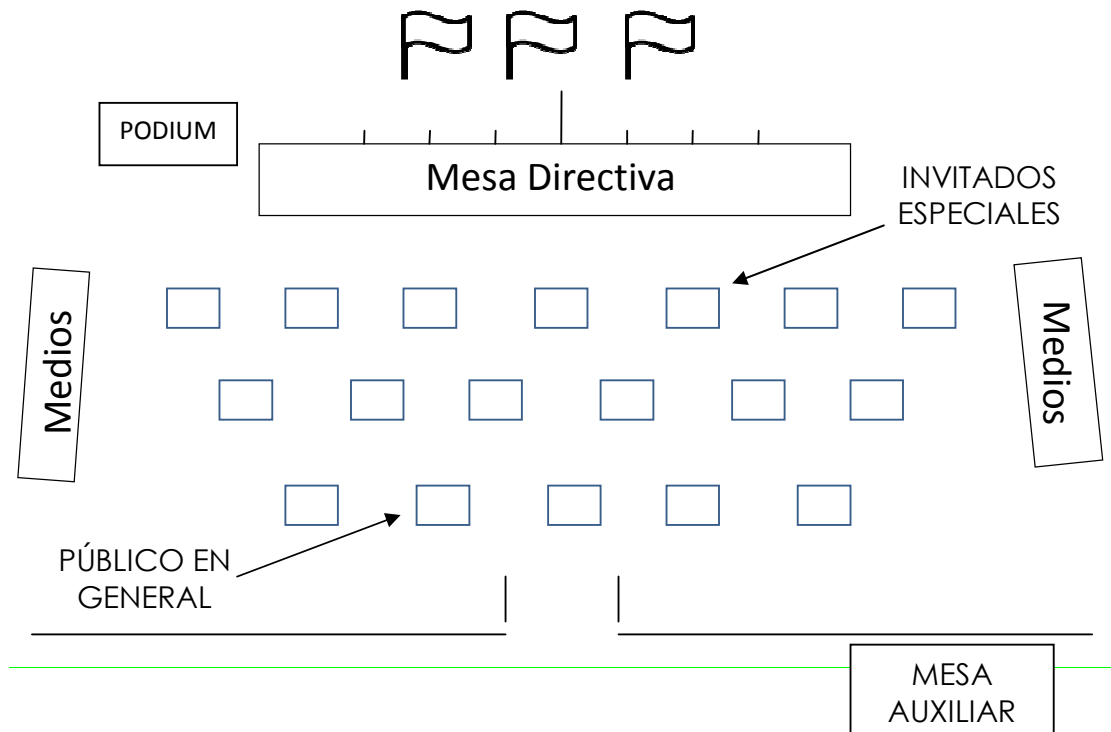 PODIUM
Mesa Directiva
INVITADOS
ESPECIALES
Medios
Medios
PÚBLICO EN
GENERAL
MESA
AUXILIAR